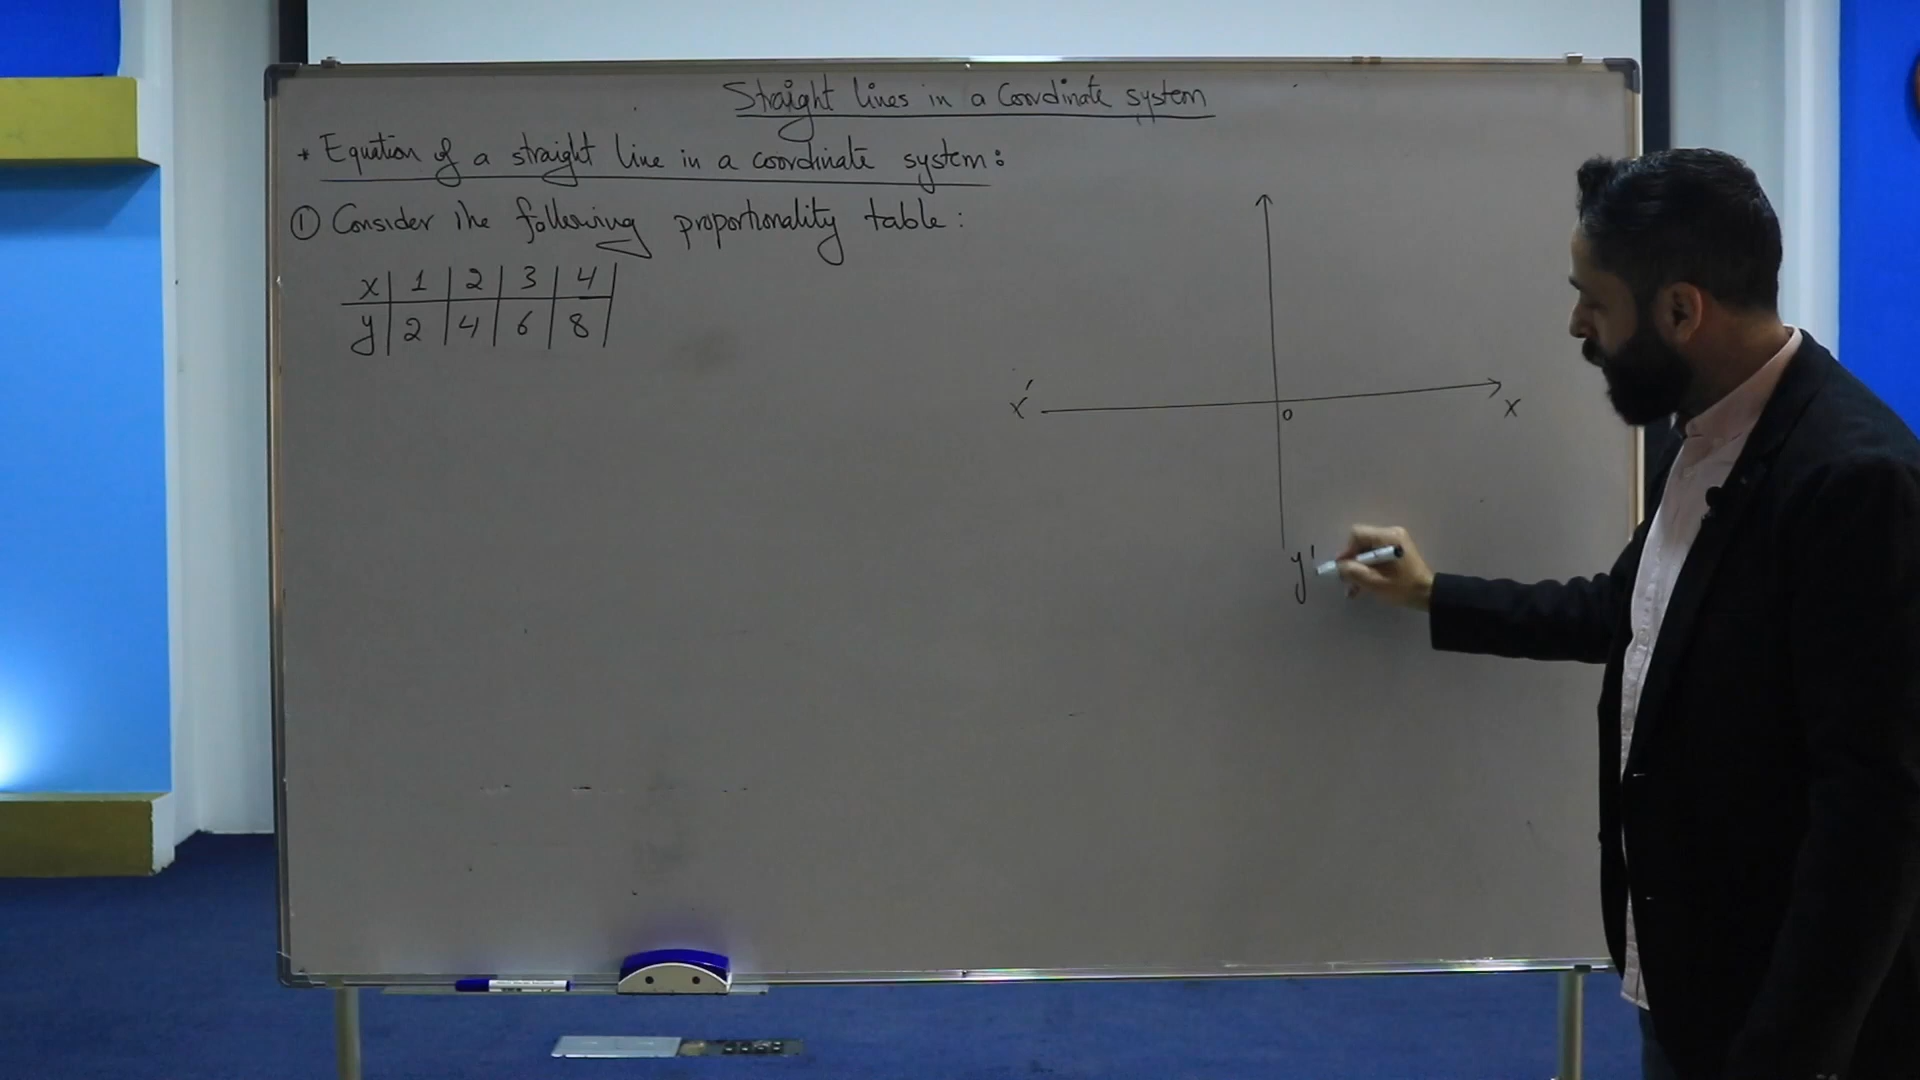 Straight lines in a Coordinate system
* Equation of a straight line in a coordinate system:
① Consider the following proportionality table:
x | 1 | 2 | 3 | 4 |
y | 2 | 4 | 6 | 8 |
x' o x
y'